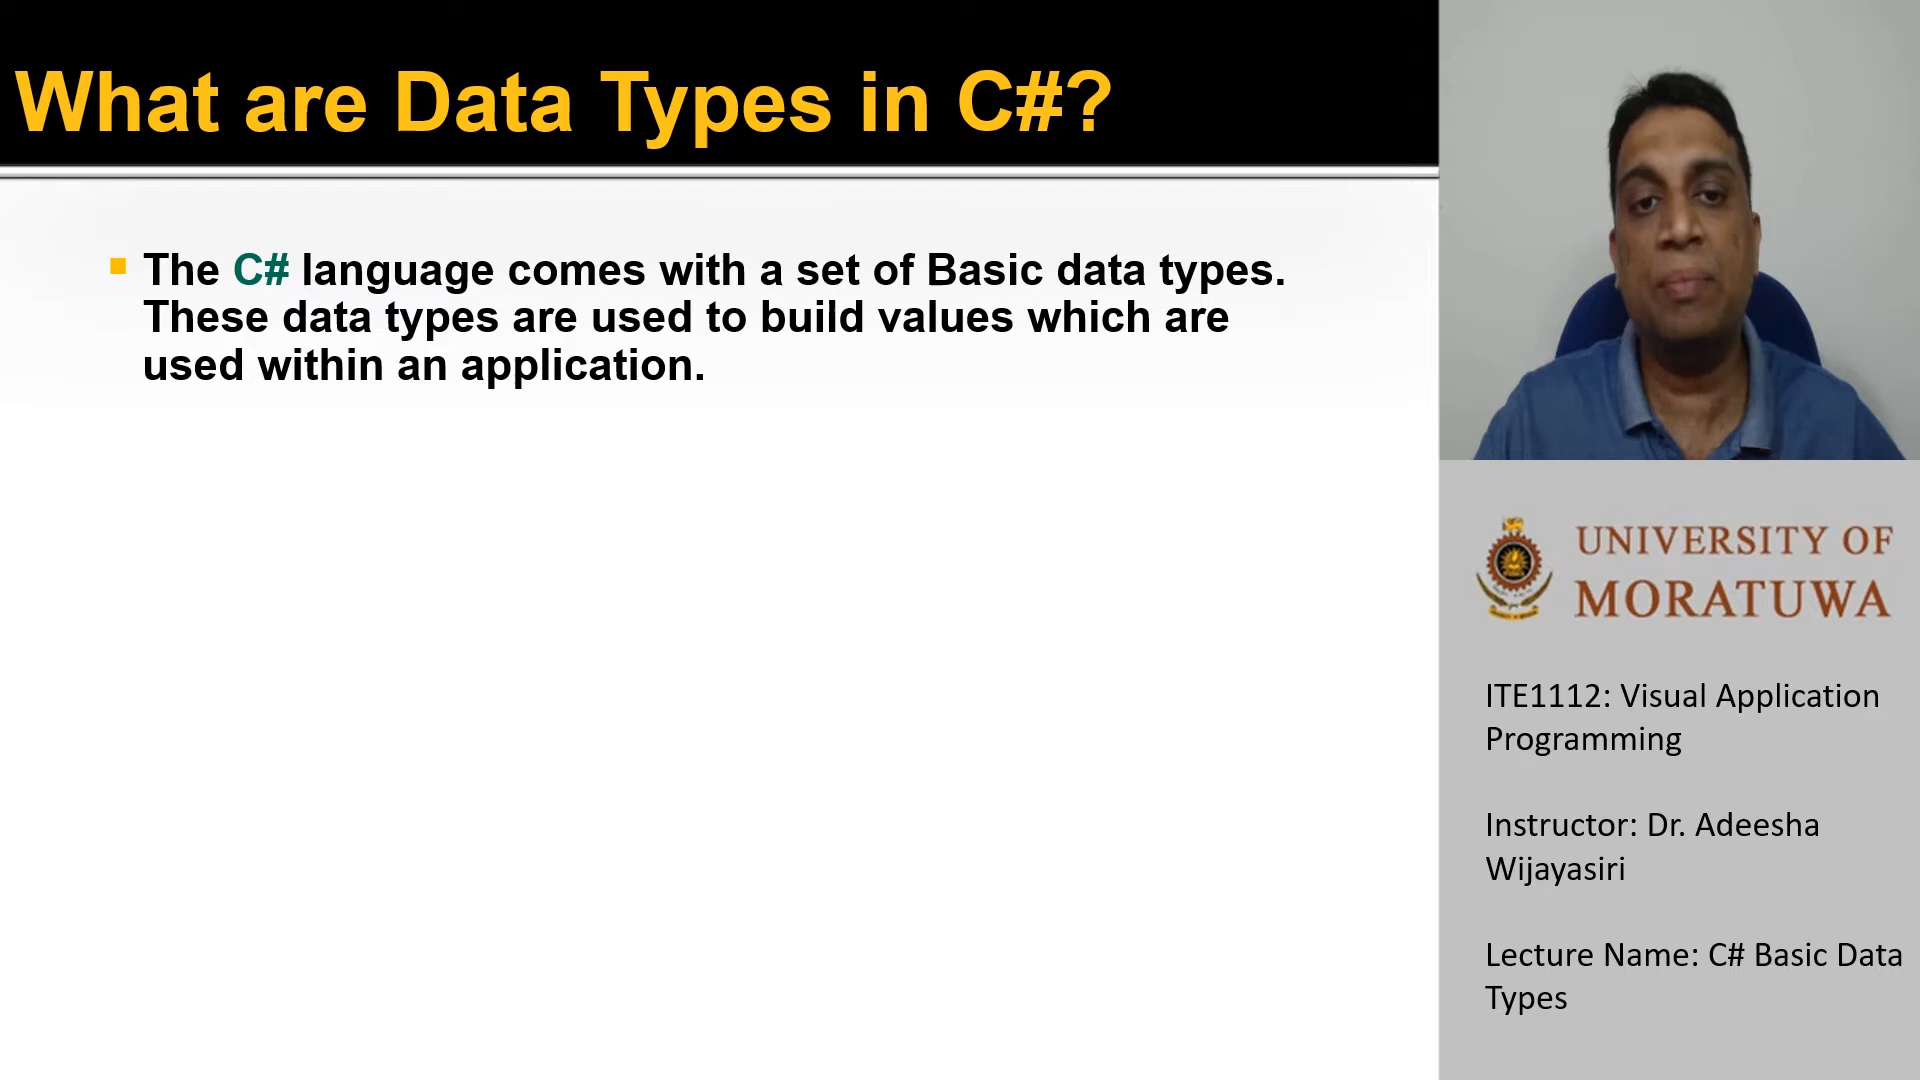 What are Data Types in C#?
The C# language comes with a set of Basic data types.
These data types are used to build values which are
used within an application.
UNIVERSITY OF
MORATUWA
ITE1112: Visual Application
Programming
Instructor: Dr. Adeesha
Wijayasiri
Lecture Name: C# Basic Data
Types